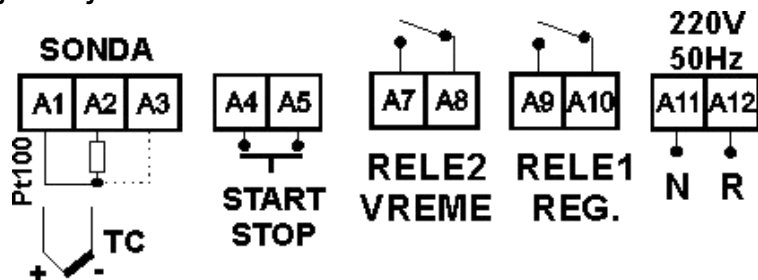 SONDA
A1 A2 A3
Pt100
+ - TC
A4 A5
START
STOP
A7 A8
RELE2
VREME
A9 A10
RELE1
REG.
220V
50Hz
A11 A12
N R